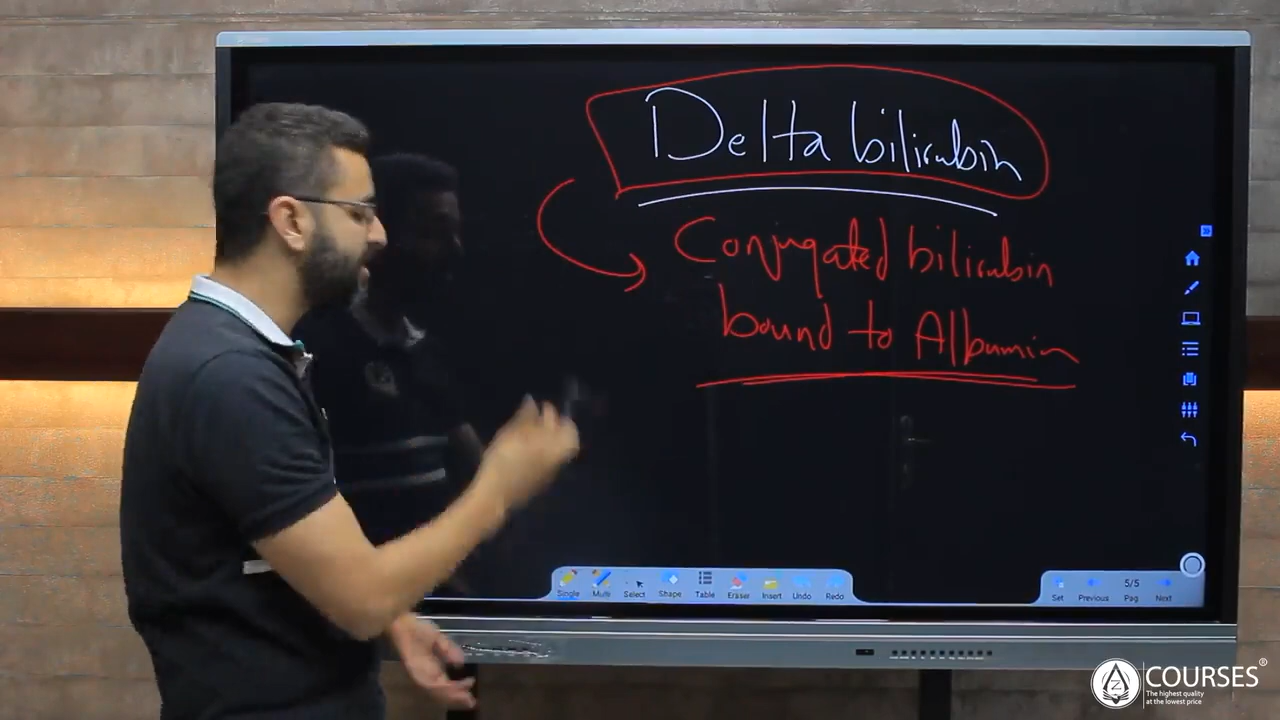 Delta bilirubin
Conjugated bilirubin
bound to Albumin
Single Multi Select Shape Table Eraser Insert Undo Redo
Set Previous 5/5 Pag Next
COURSES®
The highest quality
at the lowest price